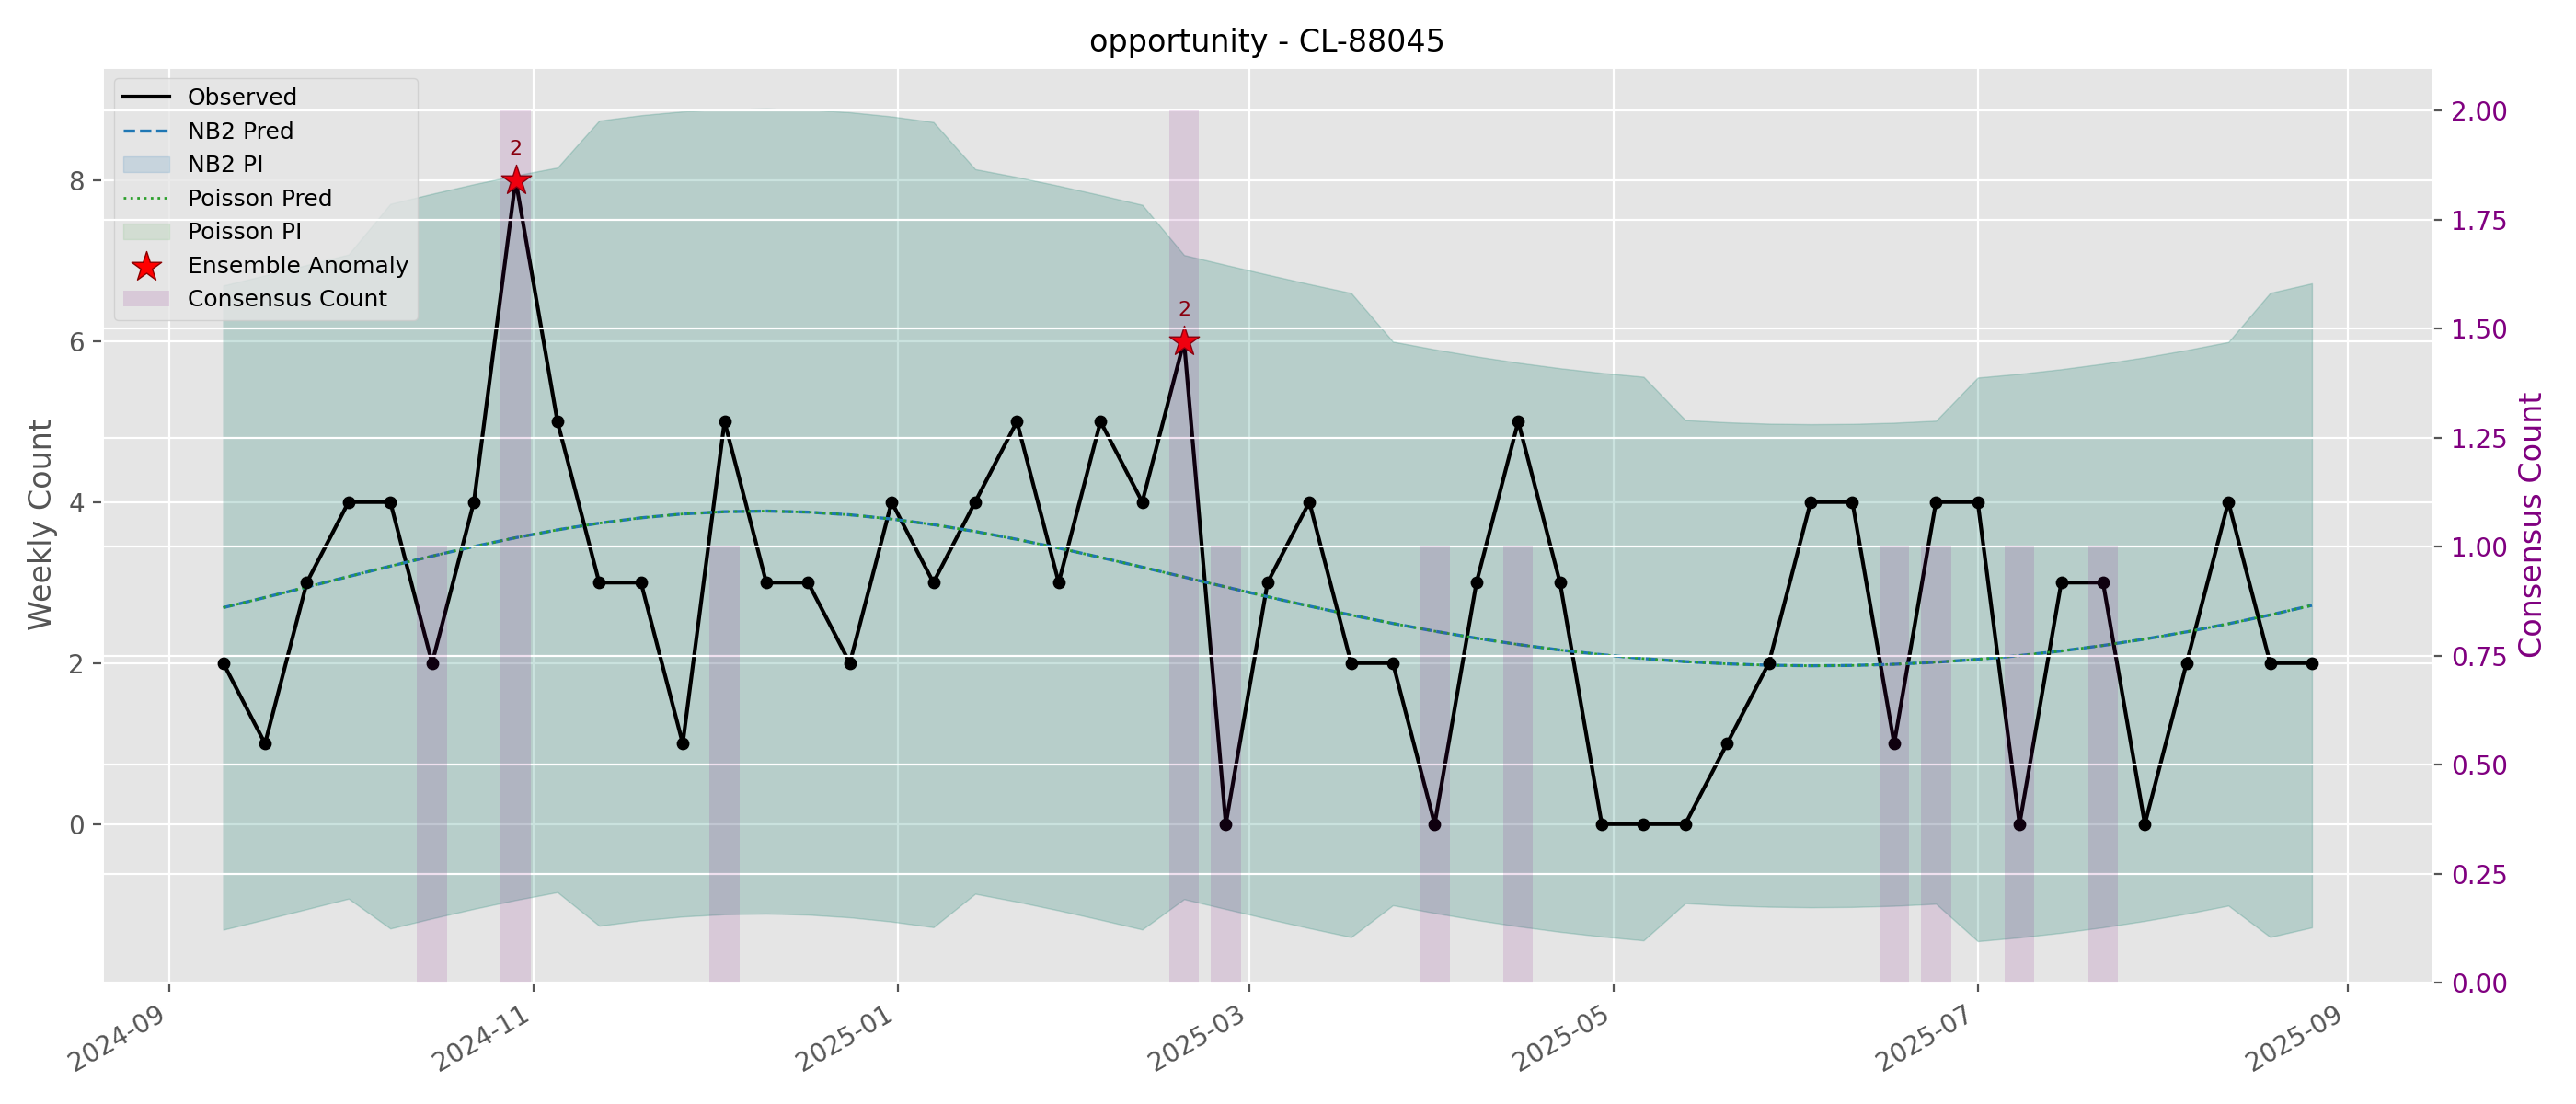 opportunity - CL-88045
Observed
NB2 Pred
NB2 PI
Poisson Pred
Poisson PI
Ensemble Anomaly
Consensus Count
2
2
Weekly Count
8
6
4
2
0
2.00
1.75
1.50
1.25
1.00
0.75
0.50
0.25
0.00
Consensus Count
2024-09
2024-11
2025-01
2025-03
2025-05
2025-07
2025-09